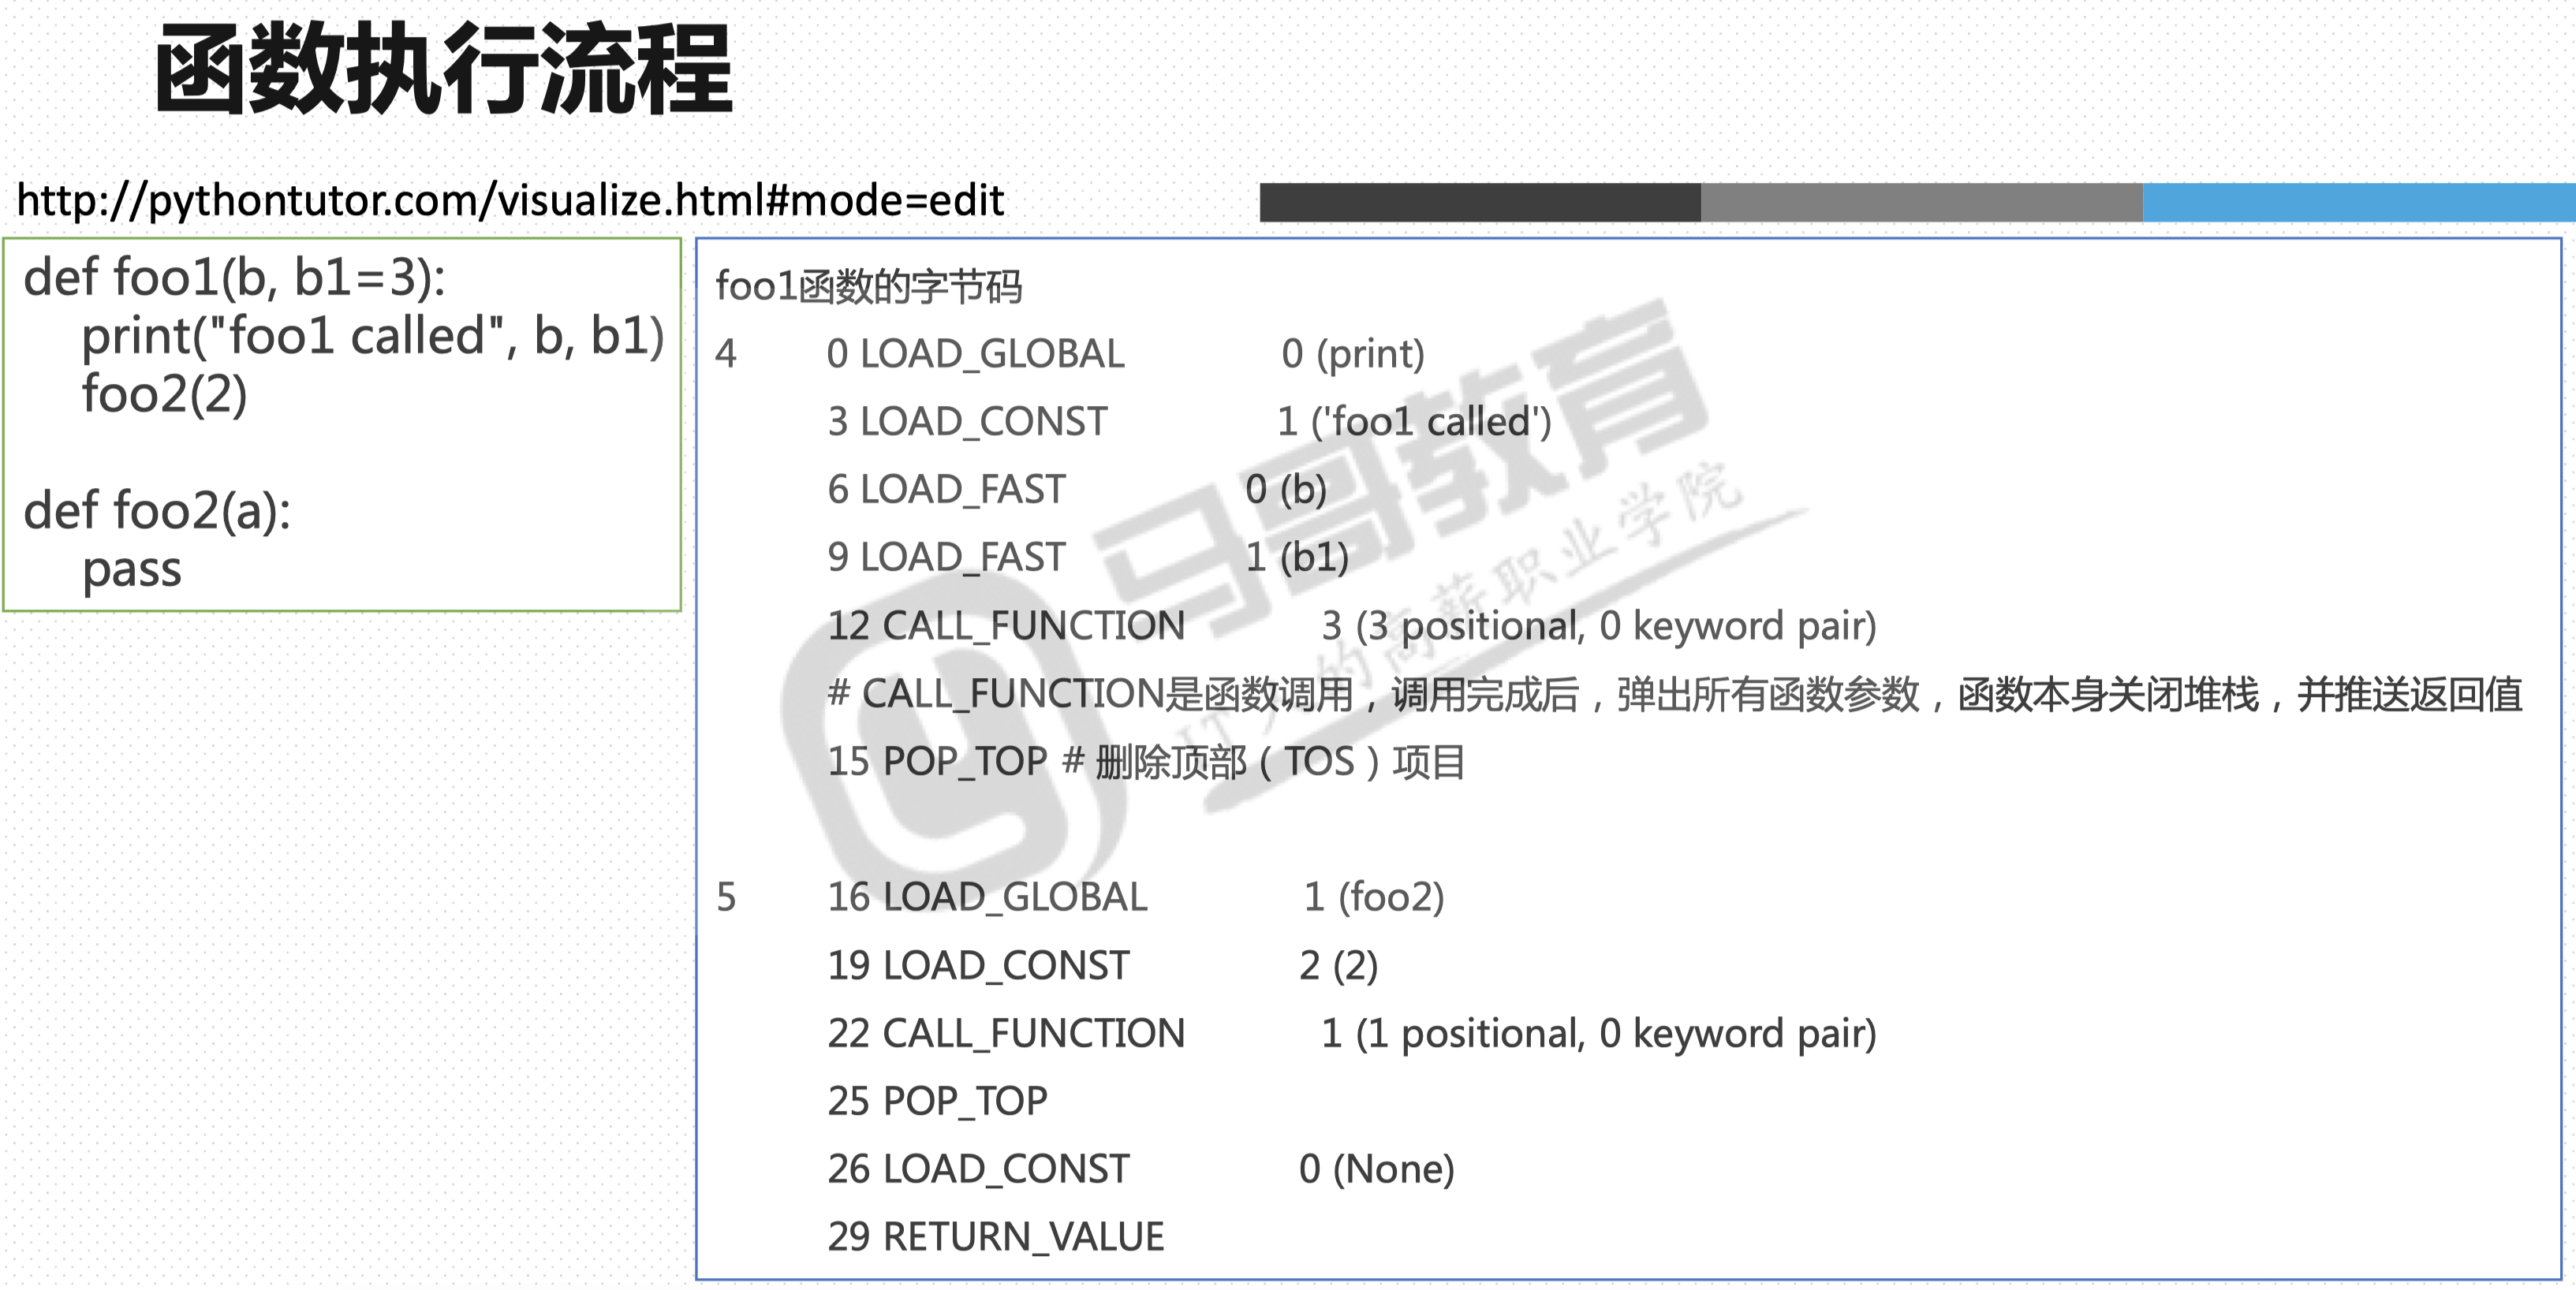 函数执行流程
http://pythontutor.com/visualize.html#mode=edit
def foo1(b, b1=3):
print("foo1 called", b, b1)
foo2(2)
def foo2(a):
pass
foo1函数的字节码
4 0 LOAD_GLOBAL 0 (print)
3 LOAD_CONST 1 ('foo1 called')
6 LOAD_FAST 0 (b)
9 LOAD_FAST 1 (b1)
12 CALL_FUNCTION 3 (3 positional, 0 keyword pair)
# CALL_FUNCTION是函数调用，调用完成后，弹出所有函数参数，函数本身关闭堆栈，并推送返回值
15 POP_TOP # 删除顶部（TOS）项目
5 16 LOAD_GLOBAL 1 (foo2)
19 LOAD_CONST 2 (2)
22 CALL_FUNCTION 1 (1 positional, 0 keyword pair)
25 POP_TOP
26 LOAD_CONST 0 (None)
29 RETURN_VALUE
马哥教育
IT人的高薪职业学院